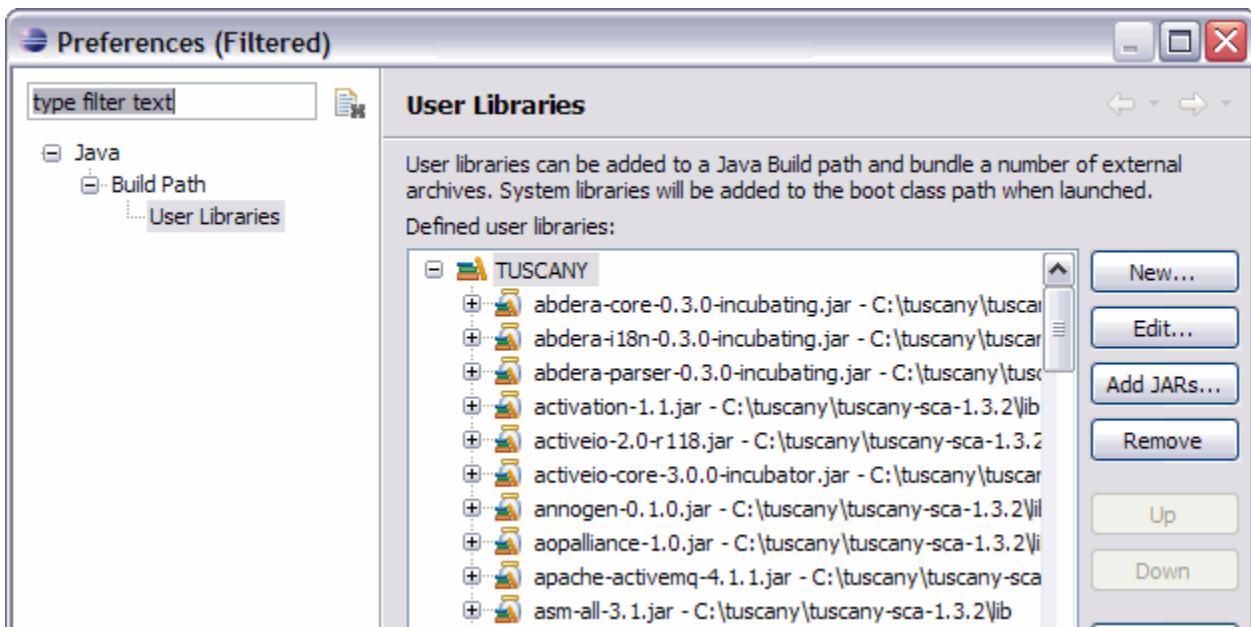 Preferences (Filtered)
type filter text
Java
Build Path
User Libraries
User Libraries
User libraries can be added to a Java Build path and bundle a number of external
archives. System libraries will be added to the boot class path when launched.
Defined user libraries:
TUSCANY
abdera-core-0.3.0-incubating.jar - C:\tuscany\tuscan
abdera-i18n-0.3.0-incubating.jar - C:\tuscany\tuscan
abdera-parser-0.3.0-incubating.jar - C:\tuscany\tusc
activation-1.1.jar - C:\tuscany\tuscany-sca-1.3.2\lib
activeio-2.0-r118.jar - C:\tuscany\tuscany-sca-1.3.2
activeio-core-3.0.0-incubator.jar - C:\tuscany\tuscan
annogen-0.1.0.jar - C:\tuscany\tuscany-sca-1.3.2\li
aopalliance-1.0.jar - C:\tuscany\tuscany-sca-1.3.2\li
apache-activemq-4.1.1.jar - C:\tuscany\tuscany-sca
asm-all-3.1.jar - C:\tuscany\tuscany-sca-1.3.2\lib
New...
Edit...
Add JARs...
Remove
Up
Down